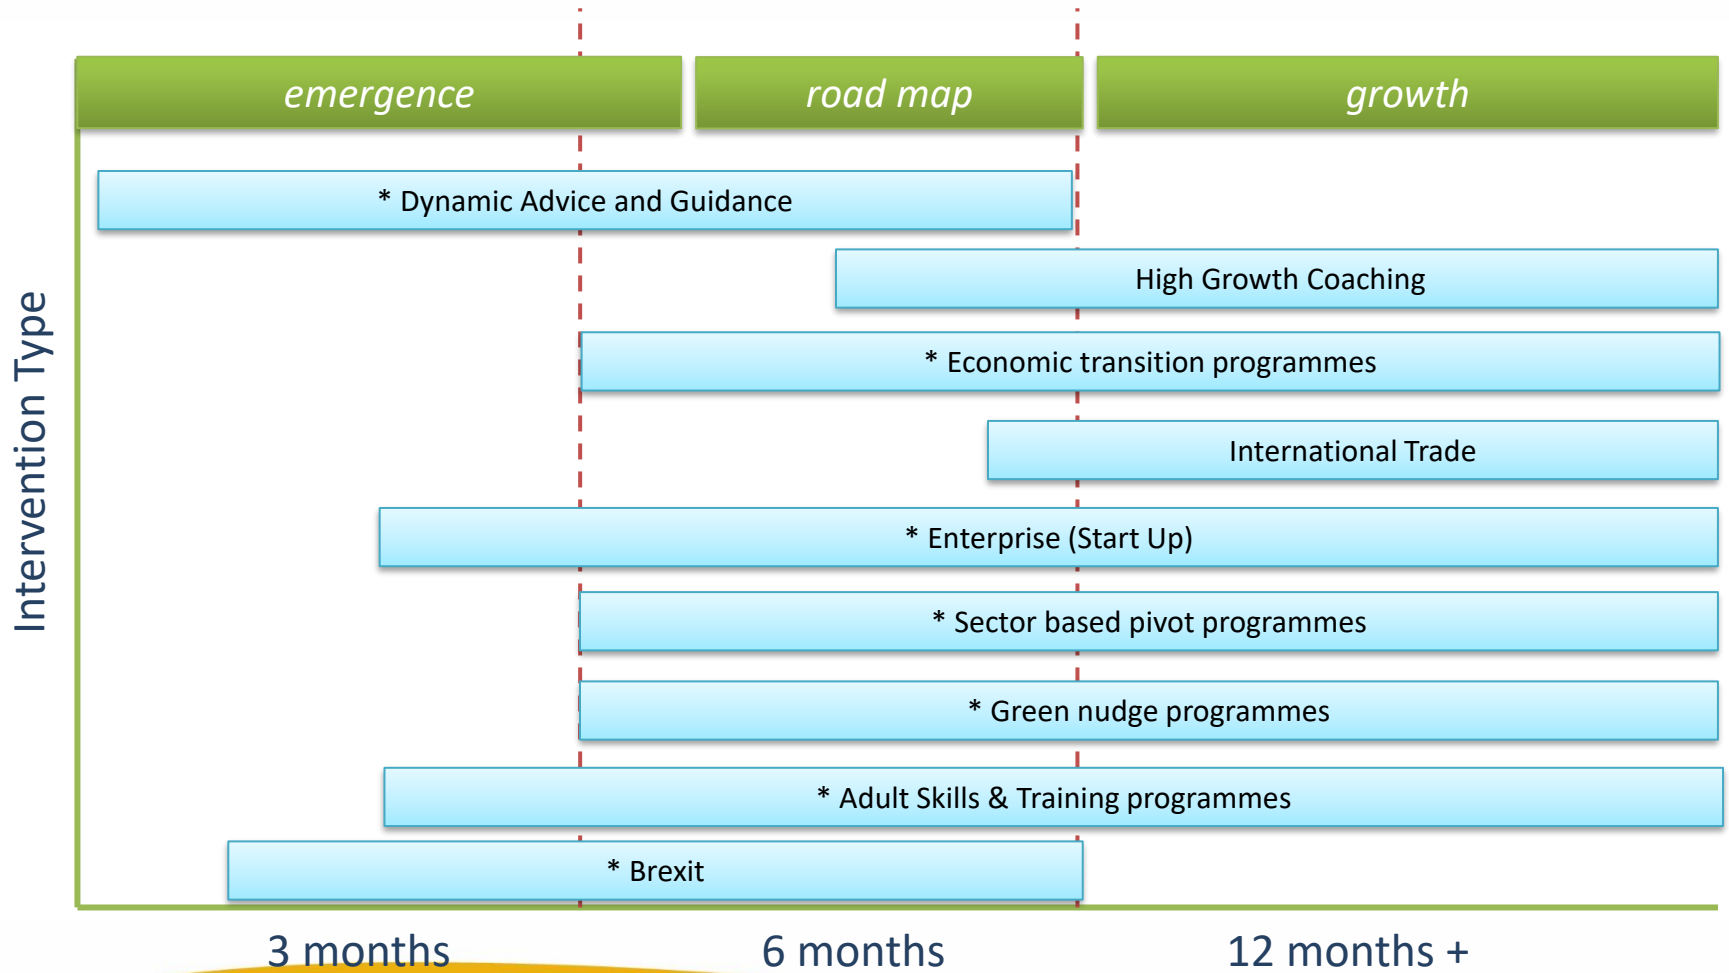 emergence
road map
growth
Intervention Type
* Dynamic Advice and Guidance
High Growth Coaching
* Economic transition programmes
International Trade
* Enterprise (Start Up)
* Sector based pivot programmes
* Green nudge programmes
* Adult Skills & Training programmes
* Brexit
3 months
6 months
12 months +